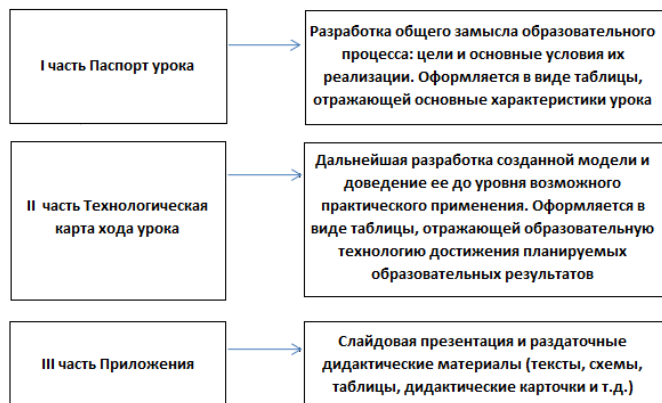 I часть Паспорт урока
Разработка общего замысла образовательного
процесса: цели и основные условия их
реализации. Оформляется в виде таблицы,
отражающей основные характеристики урока
II часть Технологическая
карта хода урока
Дальнейшая разработка созданной модели и
доведение ее до уровня возможного
практического применения. Оформляется в
виде таблицы, отражающей образовательную
технологию достижения планируемых
образовательных результатов
III часть Приложения
Слайдовая презентация и раздаточные
дидактические материалы (тексты, схемы,
таблицы, дидактические карточки и т.д.)